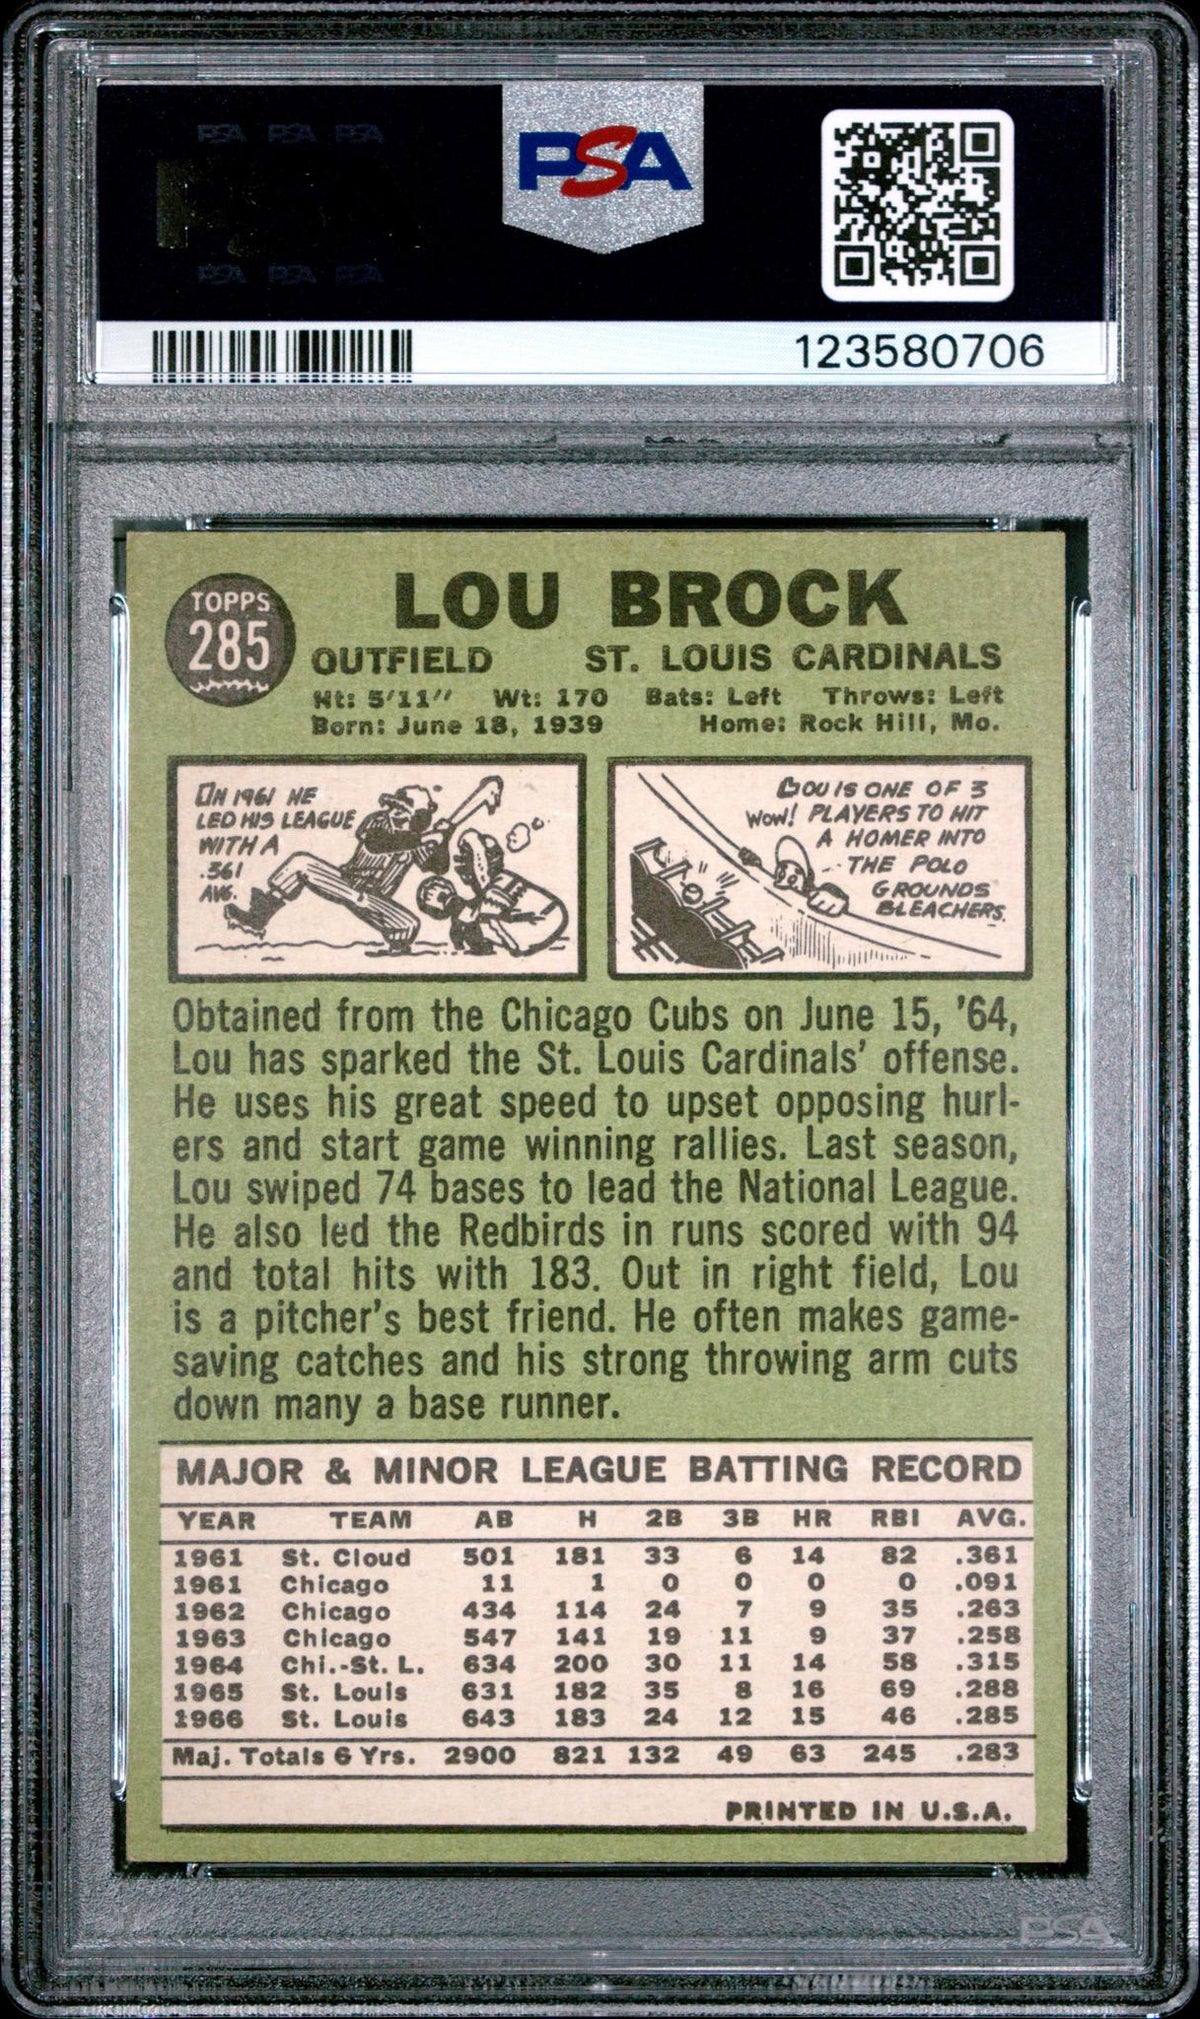 PSA PSA PSA
PSA
PSA PSA PSA
123580706
TOPPS
285
LOU BROCK
OUTFIELD ST. LOUIS CARDINALS
Ht: 5'11" Wt: 170 Bats: Left Throws: Left
Born: June 18, 1939 Home: Rock Hill, Mo.
IN 1961 HE
LED HIS LEAGUE
WITH A
.361
AVG.
LOU IS ONE OF 3
WOW! PLAYERS TO HIT
A HOMER INTO
THE POLO
GROUNDS
BLEACHERS.
Obtained from the Chicago Cubs on June 15, '64,
Lou has sparked the St. Louis Cardinals' offense.
He uses his great speed to upset opposing hurl-
ers and start game winning rallies. Last season,
Lou swiped 74 bases to lead the National League.
He also led the Redbirds in runs scored with 94
and total hits with 183. Out in right field, Lou
is a pitcher's best friend. He often makes game-
saving catches and his strong throwing arm cuts
down many a base runner.
MAJOR & MINOR LEAGUE BATTING RECORD
YEAR TEAM AB H 2B 3B HR RBI AVG.
1961 St. Cloud 501 181 33 6 14 82 .361
1961 Chicago 11 1 0 0 0 0 .091
1962 Chicago 434 114 24 7 9 35 .263
1963 Chicago 547 141 19 11 9 37 .258
1964 Chi.-St. L. 634 200 30 11 14 58 .315
1965 St. Louis 631 182 35 8 16 69 .288
1966 St. Louis 643 183 24 12 15 46 .285
Maj. Totals 6 Yrs. 2900 821 132 49 63 245 .283
PRINTED IN U.S.A.
PSA